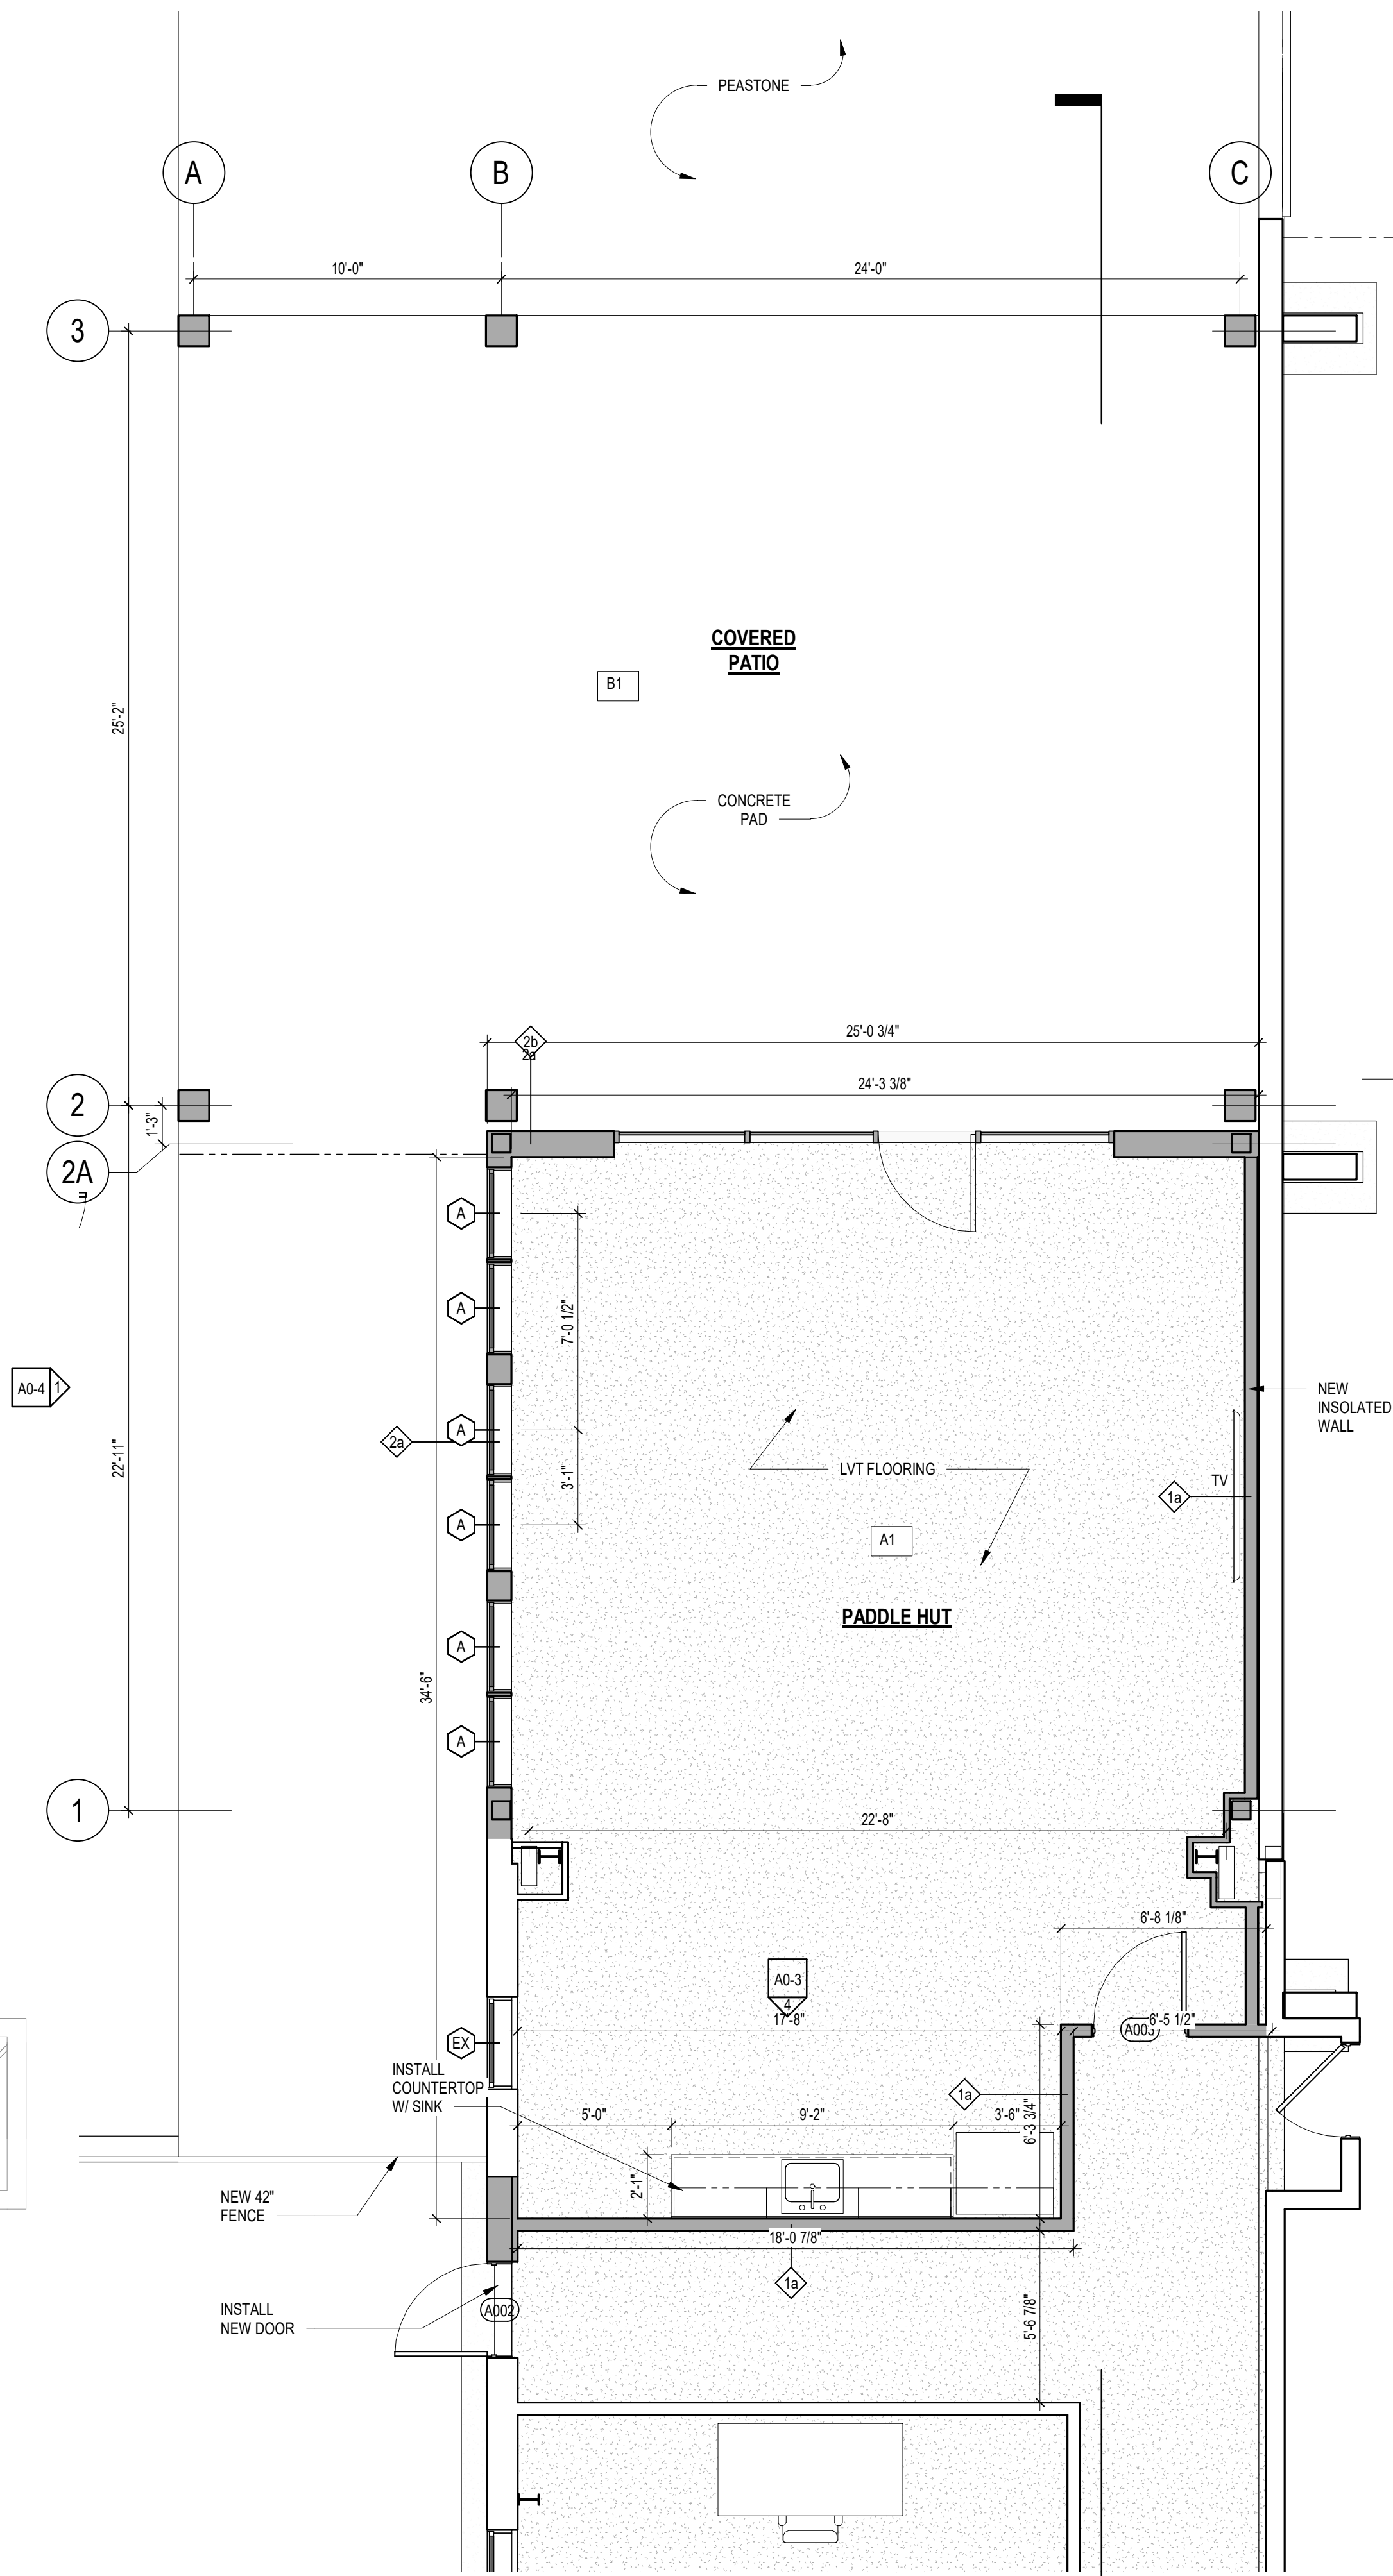 PEASTONE
A
B
C
10'-0"
24'-0"
3
COVERED
PATIO
B1
25'-2"
CONCRETE
PAD
25'-0 3/4"
2b
2a
24'-3 3/8"
2
1'-3"
2A
A
A
7'-0 1/2"
A0-4
1
NEW
INSOLATED
WALL
A
2a
22'-11"
LVT FLOORING
3'-1"
TV
1a
A
A1
PADDLE HUT
A
34'-6"
A
1
22'-8"
6'-8 1/8"
A0-3
4
17'-8"
A003
6'-5 1/2"
EX
INSTALL
COUNTERTOP
W/ SINK
1a
5'-0"
9'-2"
3'-6"
6'-3 3/4"
2'-1"
NEW 42"
FENCE
18'-0 7/8"
1a
INSTALL
NEW DOOR
A002
5'-6 7/8"